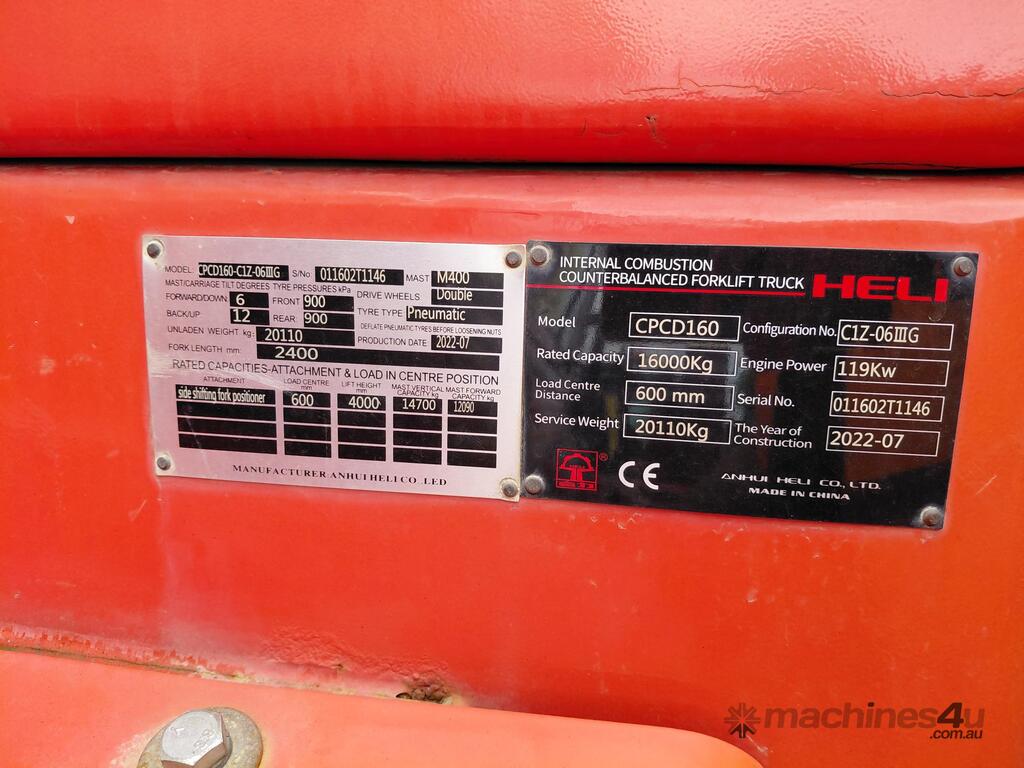 MODEL: CPCD160-C1Z-06ⅢG S/No: 011602T1146 MAST M400
MAST/CARRIAGE TILT DEGREES TYRE PRESSURES kPa
FORWARD/DOWN 6 FRONT 900 DRIVE WHEELS Double
BACK/UP 12 REAR 900 TYRE TYPE Pneumatic
DEFLATE PNEUMATIC TYRES BEFORE LOOSENING NUTS
UNLADEN WEIGHT kg: 20110 PRODUCTION DATE 2022-07
FORK LENGTH mm: 2400
RATED CAPACITIES-ATTACHMENT & LOAD IN CENTRE POSITION
ATTACHMENT LOAD CENTRE mm LIFT HEIGHT mm MAST VERTICAL CAPACITY kg MAST FORWARD CAPACITY kg
side shifting fork positioner 600 4000 14700 12090
MANUFACTURER ANHUI HELI CO .LED
INTERNAL COMBUSTION
COUNTERBALANCED FORKLIFT TRUCK HELI
Model CPCD160 Configuration No. C1Z-06ⅢG
Rated Capacity 16000Kg Engine Power 119Kw
Load Centre Distance 600 mm Serial No. 011602T1146
Service Weight 20110Kg The Year of Construction 2022-07
® CE
ANHUI HELI CO., LTD.
MADE IN CHINA
machines4u
.com.au